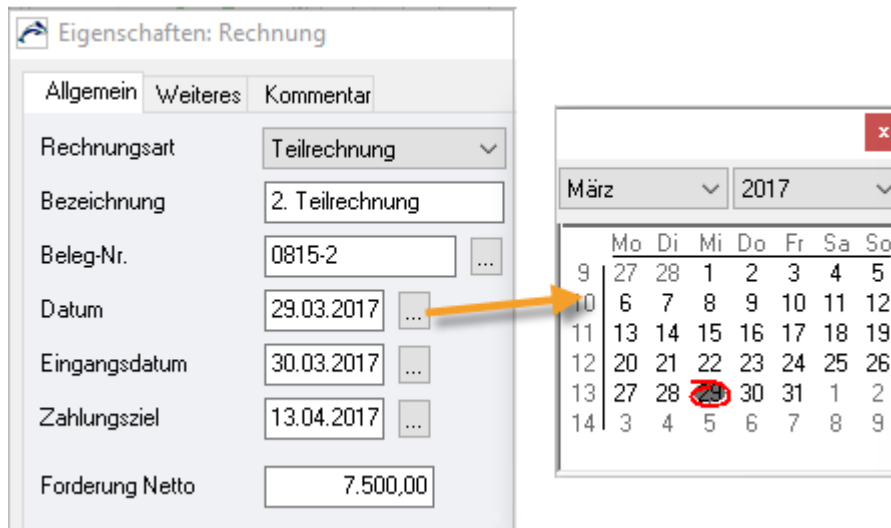 Eigenschaften: Rechnung
Allgemein Weiteres Kommentar
Rechnungsart Teilrechnung
Bezeichnung 2. Teilrechnung
Beleg-Nr. 0815-2 ...
Datum 29.03.2017 ...
Eingangsdatum 30.03.2017 ...
Zahlungsziel 13.04.2017 ...
Forderung Netto 7.500,00
x
März 2017
Mo Di Mi Do Fr Sa So
9 27 28 1 2 3 4 5
10 6 7 8 9 10 11 12
11 13 14 15 16 17 18 19
12 20 21 22 23 24 25 26
13 27 28 29 30 31 1 2
14 3 4 5 6 7 8 9